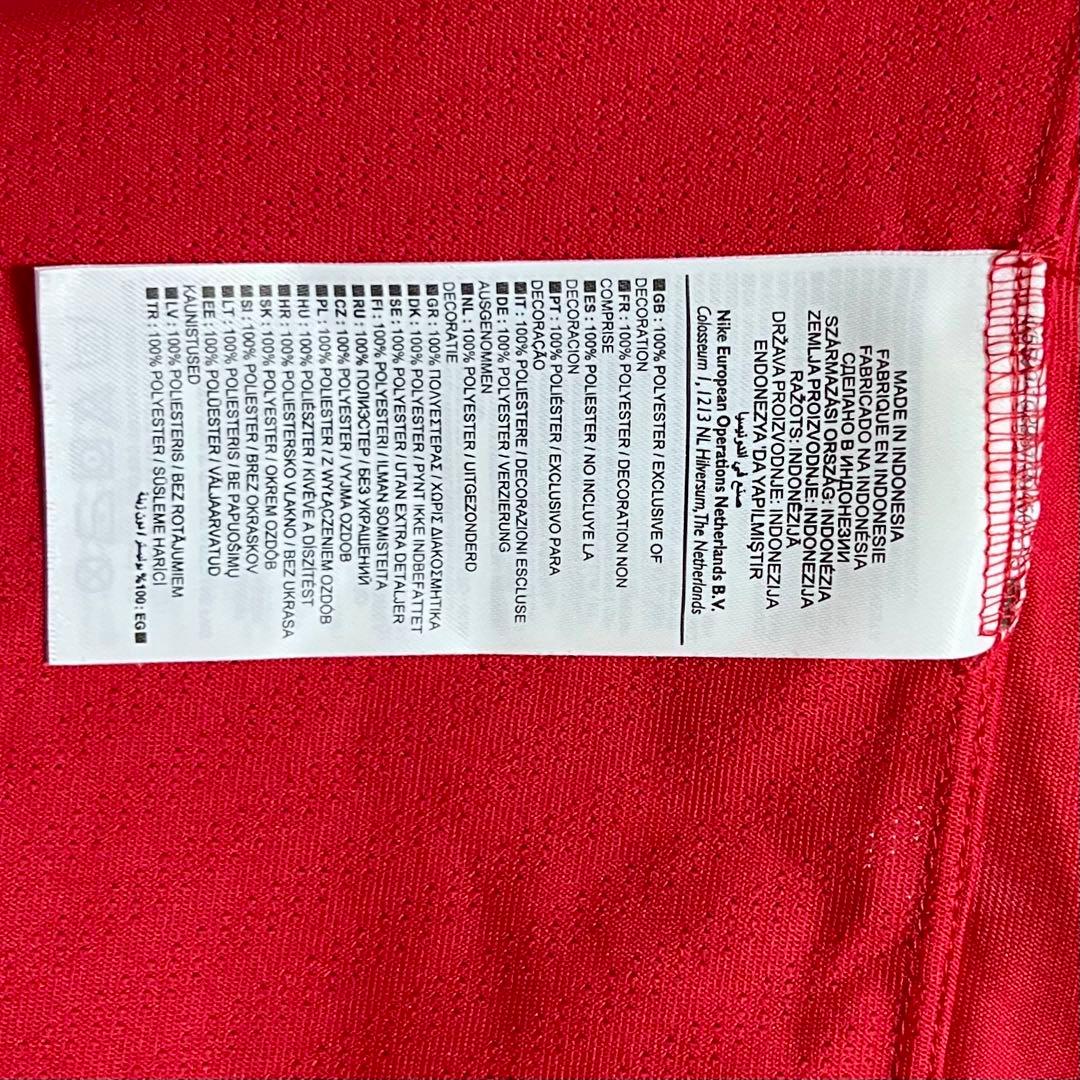 MADE IN INDONESIA
FABRIQUE EN INDONESIE
FABRICADO NA INDONÉSIA
СДЕЛАНО В ИНДОНЕЗИИ
SZÁRMAZÁSI ORSZÁG: INDONÉZIA
ZEMLJA PROIZVODNJE: INDONEZIJA
RAŽOTS: INDONĒZIJĀ
DRŽAVA PROIZVODNJE: INDONEZIJA
ENDONEZYA 'DA YAPILMIŞTIR
صنع في اندونيسيا
Nike European Operations Netherlands B.V.
Colosseum 1,1213 NL Hilversum,The Netherlands
GB : 100% POLYESTER / EXCLUSIVE OF
DECORATION
FR : 100% POLYESTER / DECORATION NON
COMPRISE
ES : 100% POLIESTER / NO INCLUYE LA
DECORACION
PT : 100% POLIÉSTER / EXCLUSIVO PARA
DECORAÇÃO
IT : 100% POLIESTERE / DECORAZIONI ESCLUSE
DE : 100% POLYESTER / VERZIERUNG
AUSGENOMMEN
NL : 100% POLYESTER / UITGEZONDERD
DECORATIE
GR : 100% ΠΟΛΥΕΣΤΕΡΑΣ / ΧΩΡΙΣ ΔΙΑΚΟΣΜΗΤΙΚΑ
DK : 100% POLYESTER / PYNT IKKE INDBEFATTET
SE : 100% POLYESTER / UTAN EXTRA DETALJER
FI : 100% POLYESTERI / ILMAN SOMISTEITA
RU : 100% ПОЛИЭСТЕР / БЕЗ УКРАШЕНИЙ
CZ : 100% POLYESTER / VYJMA OZDOB
PL : 100% POLIESTER / Z WYŁĄCZENIEM OZDÓB
HU : 100% POLIÉSZTER / KIVÉVE A DÍSZÍTÉST
HR : 100% POLIESTERSKO VLAKNO / BEZ UKRASA
SK : 100% POLYESTER / OKREM OZDÔB
SI : 100% POLIESTER / BREZ OKRASKOV
LT : 100% POLIESTERIS / BE PAPUOŠIMŲ
EE : 100% POLÜESTER / VÄLJAARVATUD
KAUNISTUSED
LV : 100% POLIESTERIS / BEZ ROTĀJUMIEM
TR : 100% POLYESTER / SÜSLEME HARİCİ
EG : 100% بوليستر / دون زينة